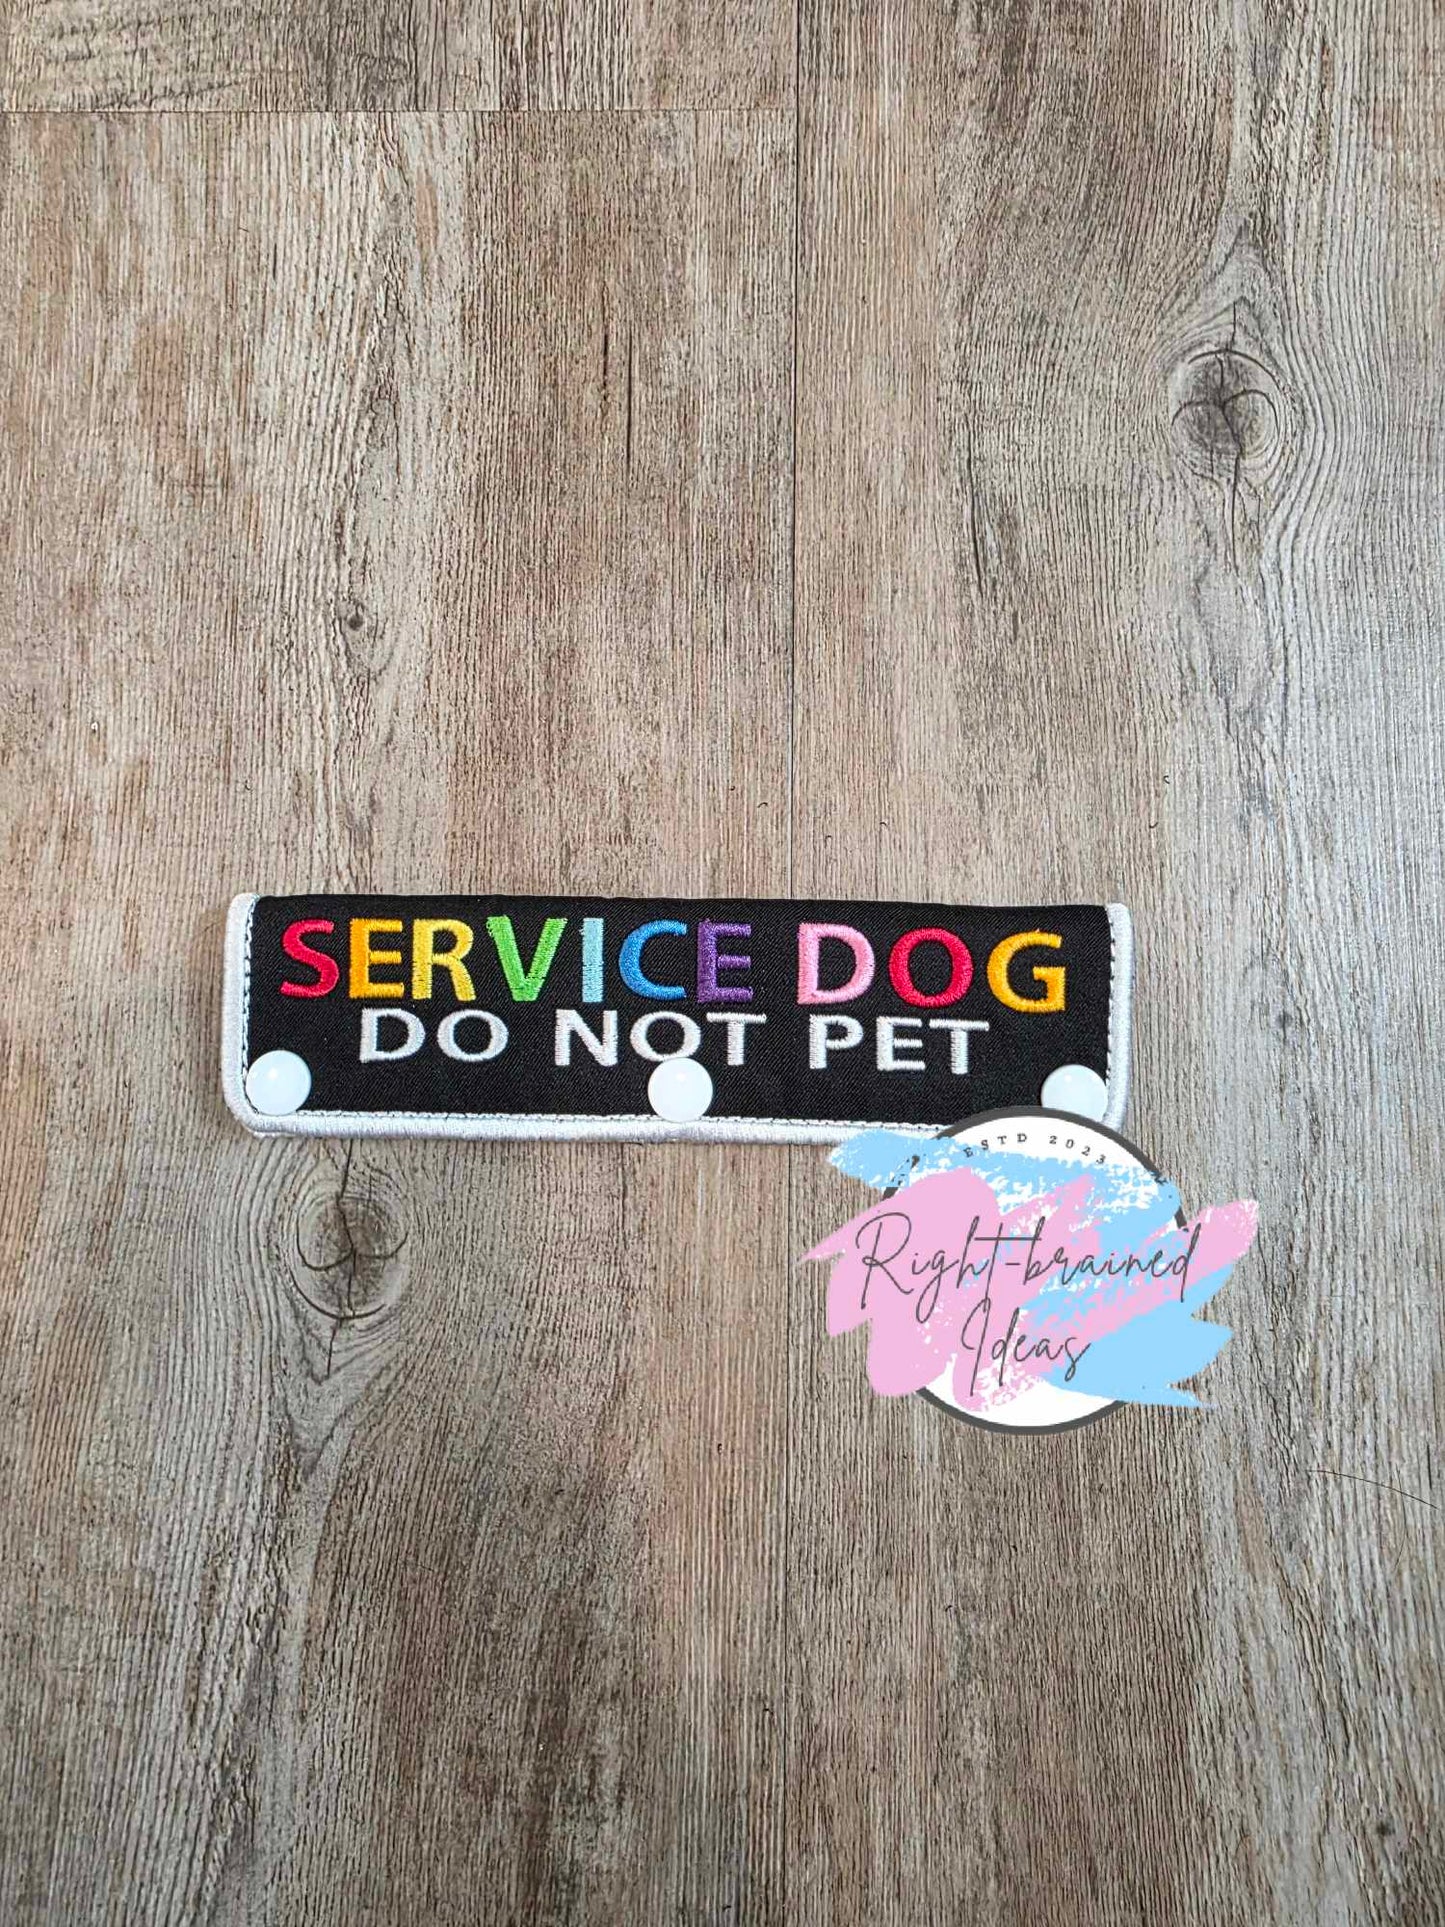 SERVICE DOG
DO NOT PET
ESTD 2023
Right-brained
Ideas